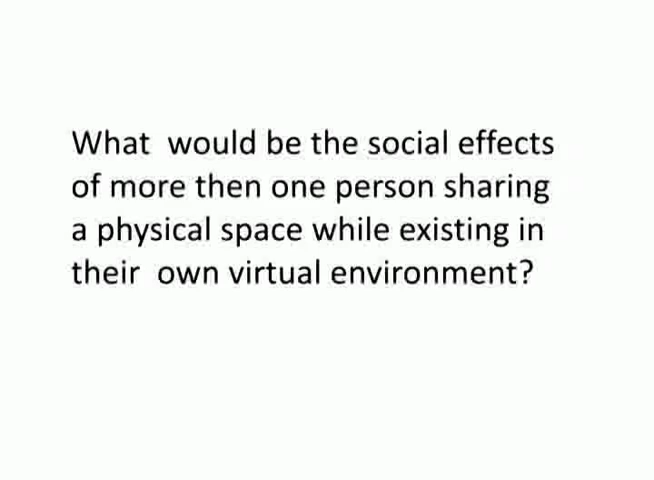 What  would be the social effects
of more then one person sharing
a physical space while existing in
their  own virtual environment?